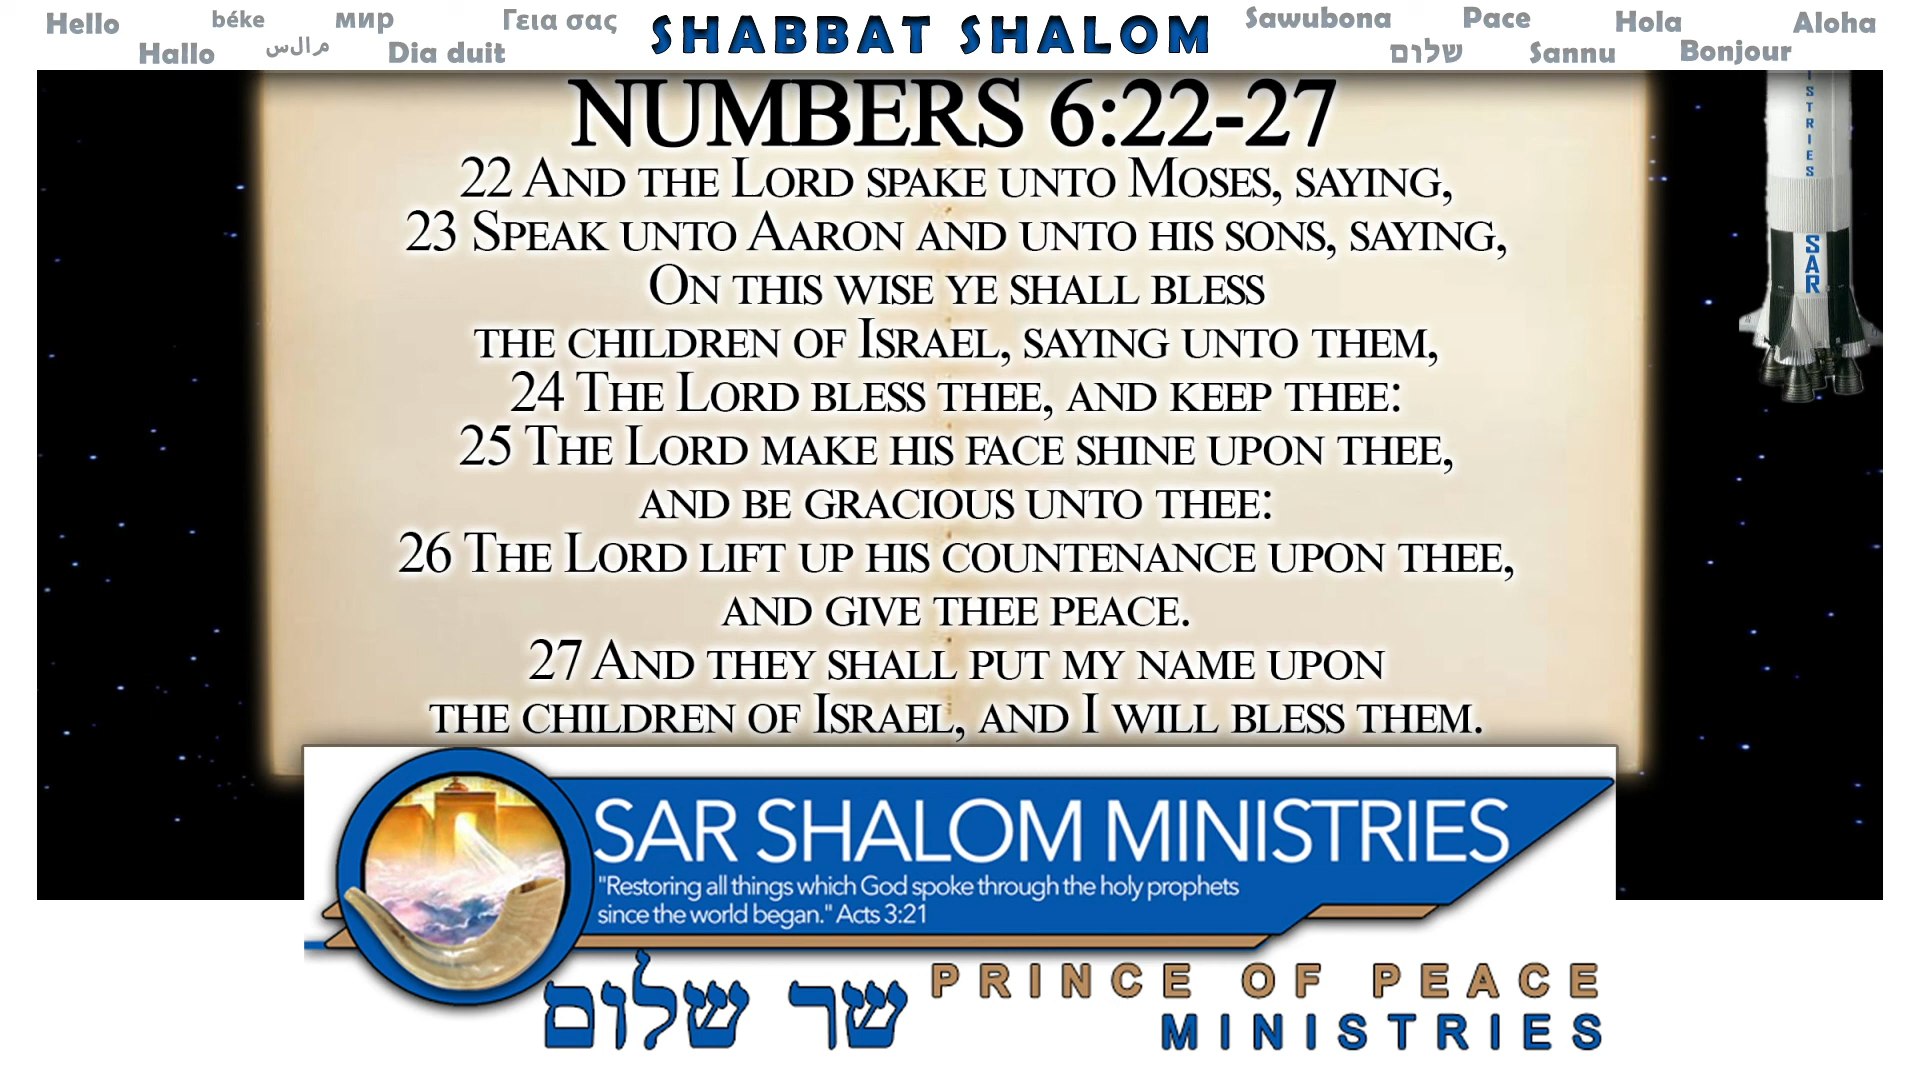 Hello
béke
мир
Γεια σας
SHABBAT SHALOM
Sawubona
Pace
Hola
Aloha
Hallo
Dia duit
שלום
Sannu
Bonjour
NUMBERS 6:22-27
22 And the Lord spake unto Moses, saying,
23 Speak unto Aaron and unto his sons, saying,
On this wise ye shall bless
the children of Israel, saying unto them,
24 The Lord bless thee, and keep thee:
25 The Lord make his face shine upon thee,
and be gracious unto thee:
26 The Lord lift up his countenance upon thee,
and give thee peace.
27 And they shall put my name upon
the children of Israel, and I will bless them.
ISTRIES
SAR
SAR SHALOM MINISTRIES
"Restoring all things which God spoke through the holy prophets
since the world began." Acts 3:21
שר שלום
PRINCE OF PEACE
MINISTRIES